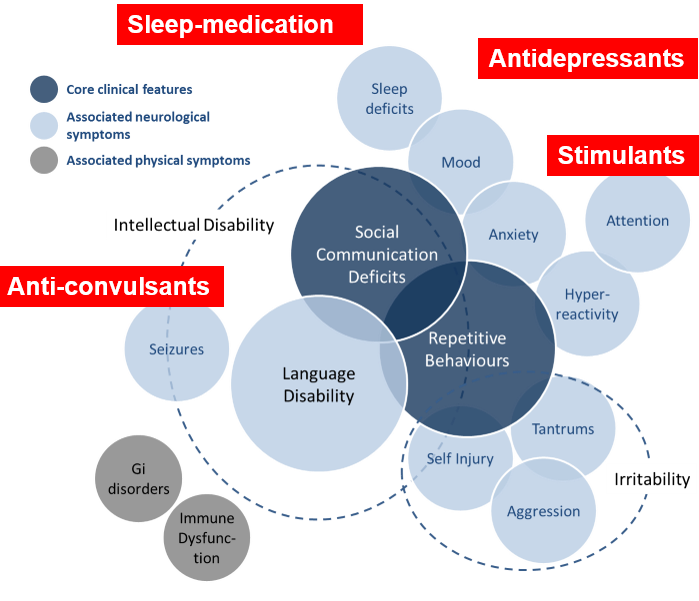 Sleep-medication
Antidepressants
Core clinical features
Associated neurological
symptoms
Associated physical symptoms
Sleep
deficits
Mood
Stimulants
Attention
Intellectual Disability
Social
Communication
Deficits
Anxiety
Anti-convulsants
Hyper-
reactivity
Seizures
Repetitive
Behaviours
Language
Disability
Tantrums
Self Injury
Irritability
Gi
disorders
Aggression
Immune
Dysfunc-
tion